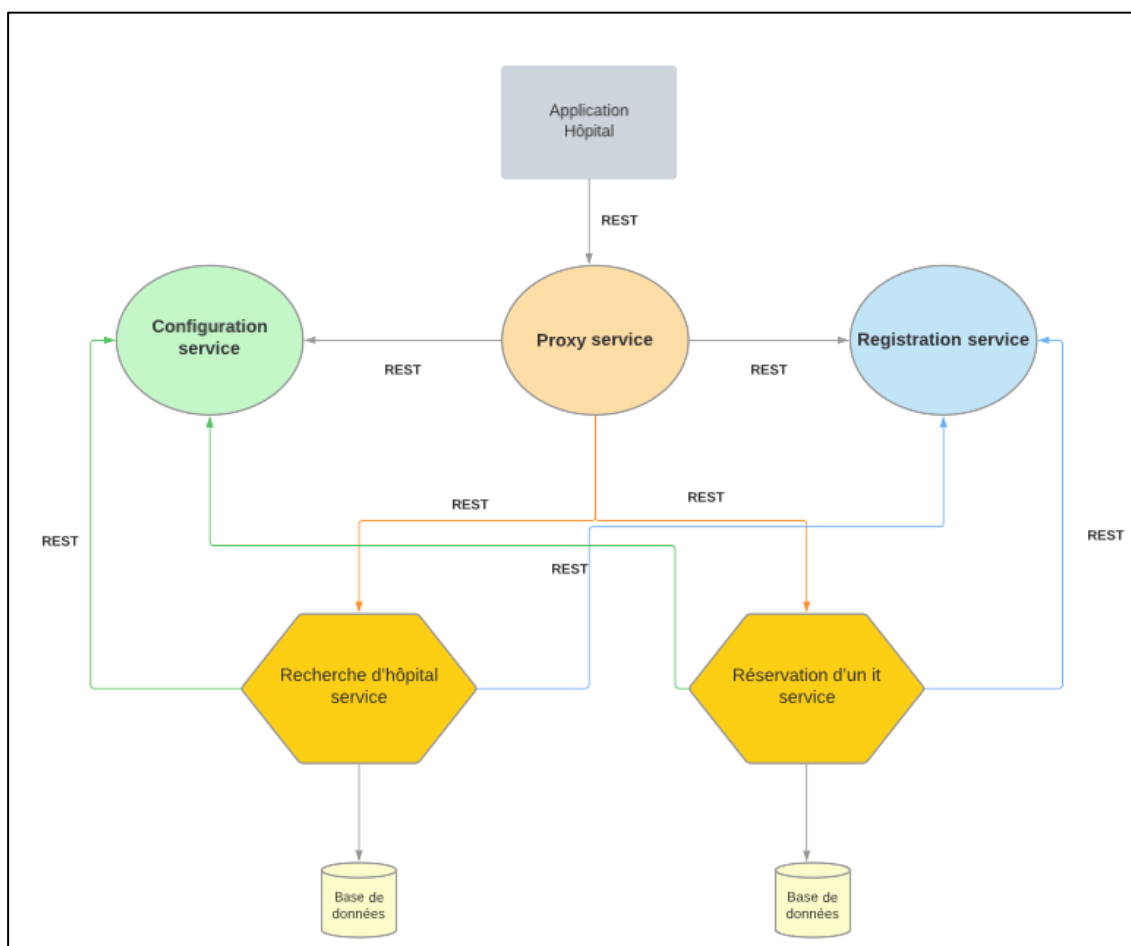 Application
Hôpital
REST
Configuration
service
Proxy service
Registration service
REST
REST
REST
REST
REST
REST
REST
Recherche d'hôpital
service
Réservation d'un it
service
Base de
données
Base de
données